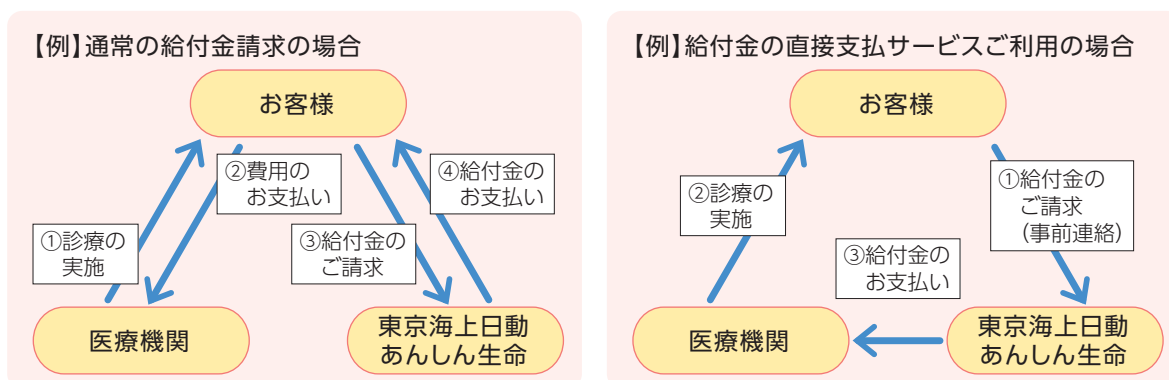 【例】通常の給付金請求の場合
お客様
②費用の
お支払い
④給付金の
お支払い
①診療の
実施
③給付金の
ご請求
医療機関
東京海上日動
あんしん生命
【例】給付金の直接支払サービスご利用の場合
お客様
②診療の
実施
①給付金の
ご請求
（事前連絡）
③給付金の
お支払い
医療機関
東京海上日動
あんしん生命